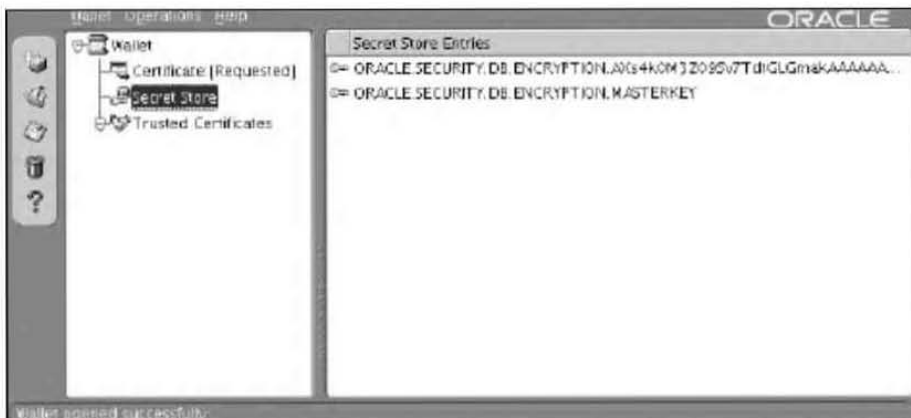 Wallet Operations Help
ORACLE
Wallet
Certificate [Requested]
Secret Store
Trusted Certificates
Secret Store Entries
ORACLE.SECURITY.DB.ENCRYPTION.MASTERKEY
?
Wallet opened successfully.